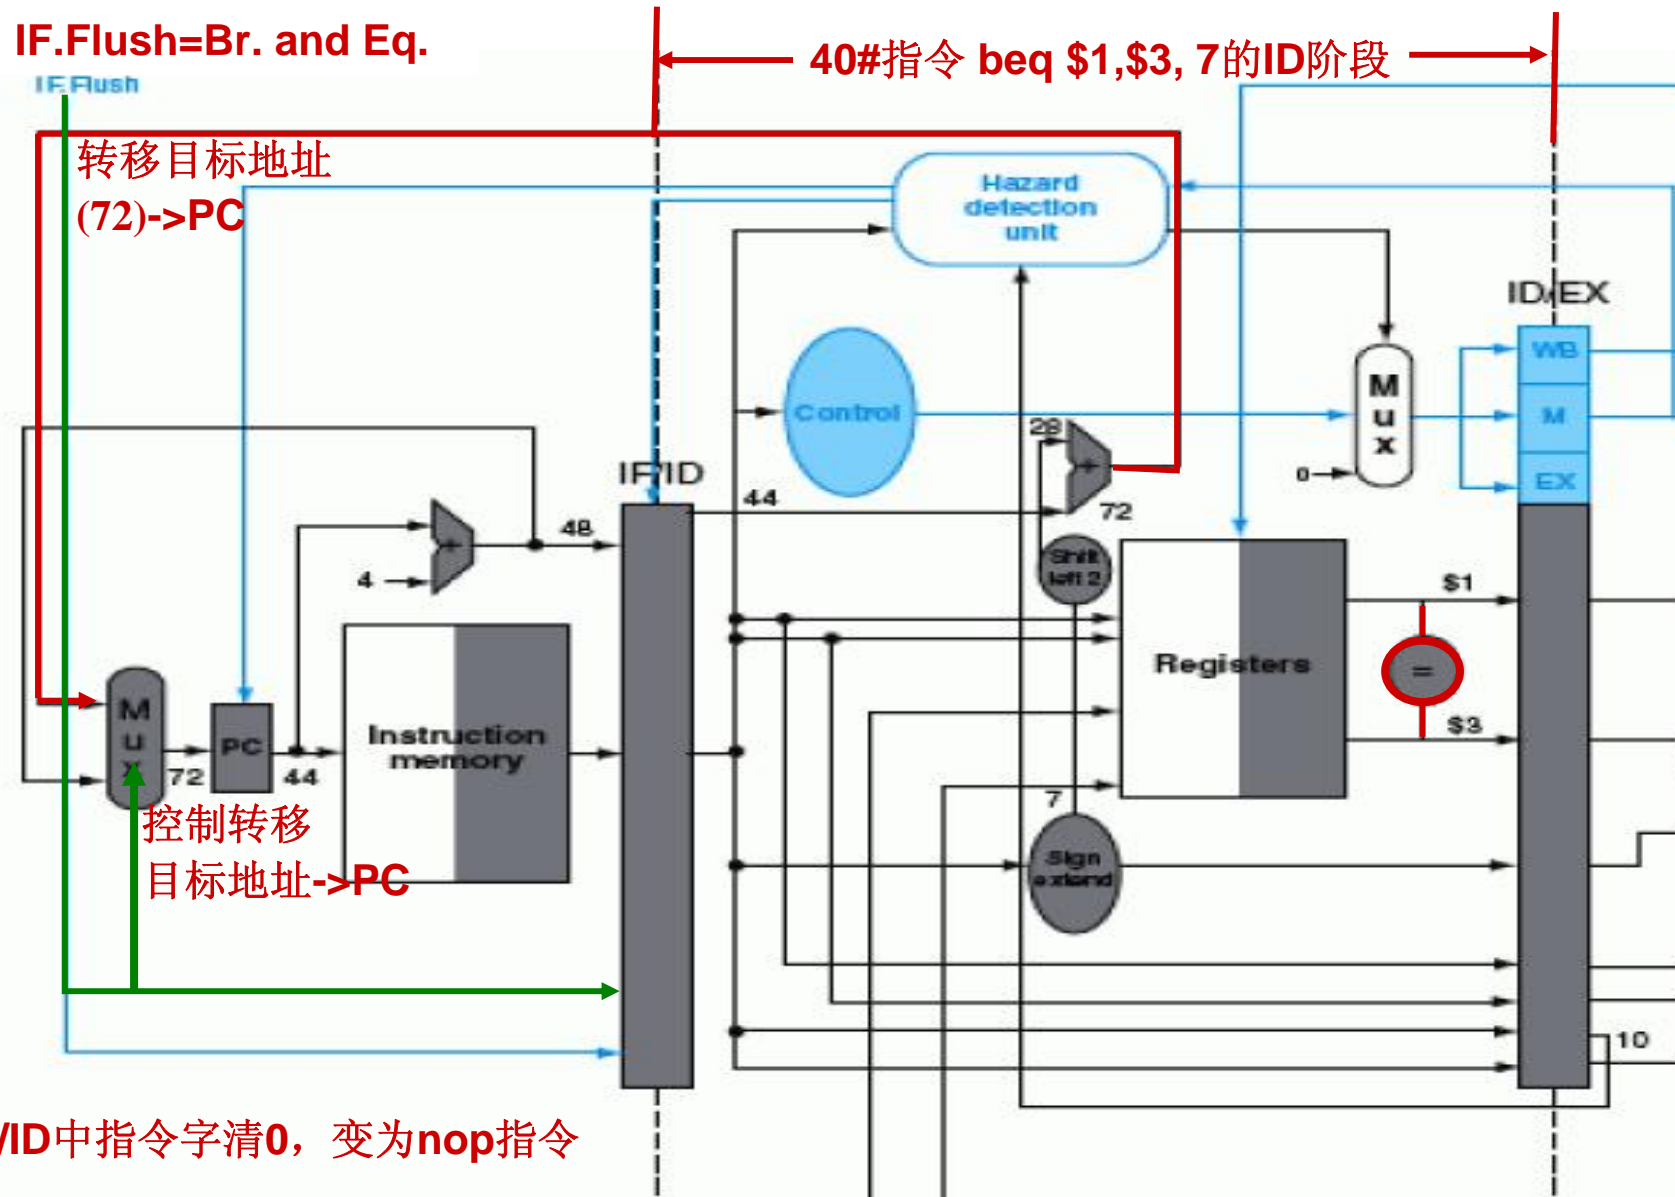 IF.Flush=Br. and Eq.
40#指令 beq $1,$3, 7的ID阶段
IF.Flush
转移目标地址
(72)->PC
Hazard
detection
unit
ID/EX
WB
M
EX
M
u
x
0
Control
28
IF/ID
44
72
48
4
Shift
left 2
$1
Registers
=
$3
M
u
x
72
PC
44
Instruction
memory
7
控制转移
目标地址->PC
Sign
extend
10
/ID中指令字清0，变为nop指令